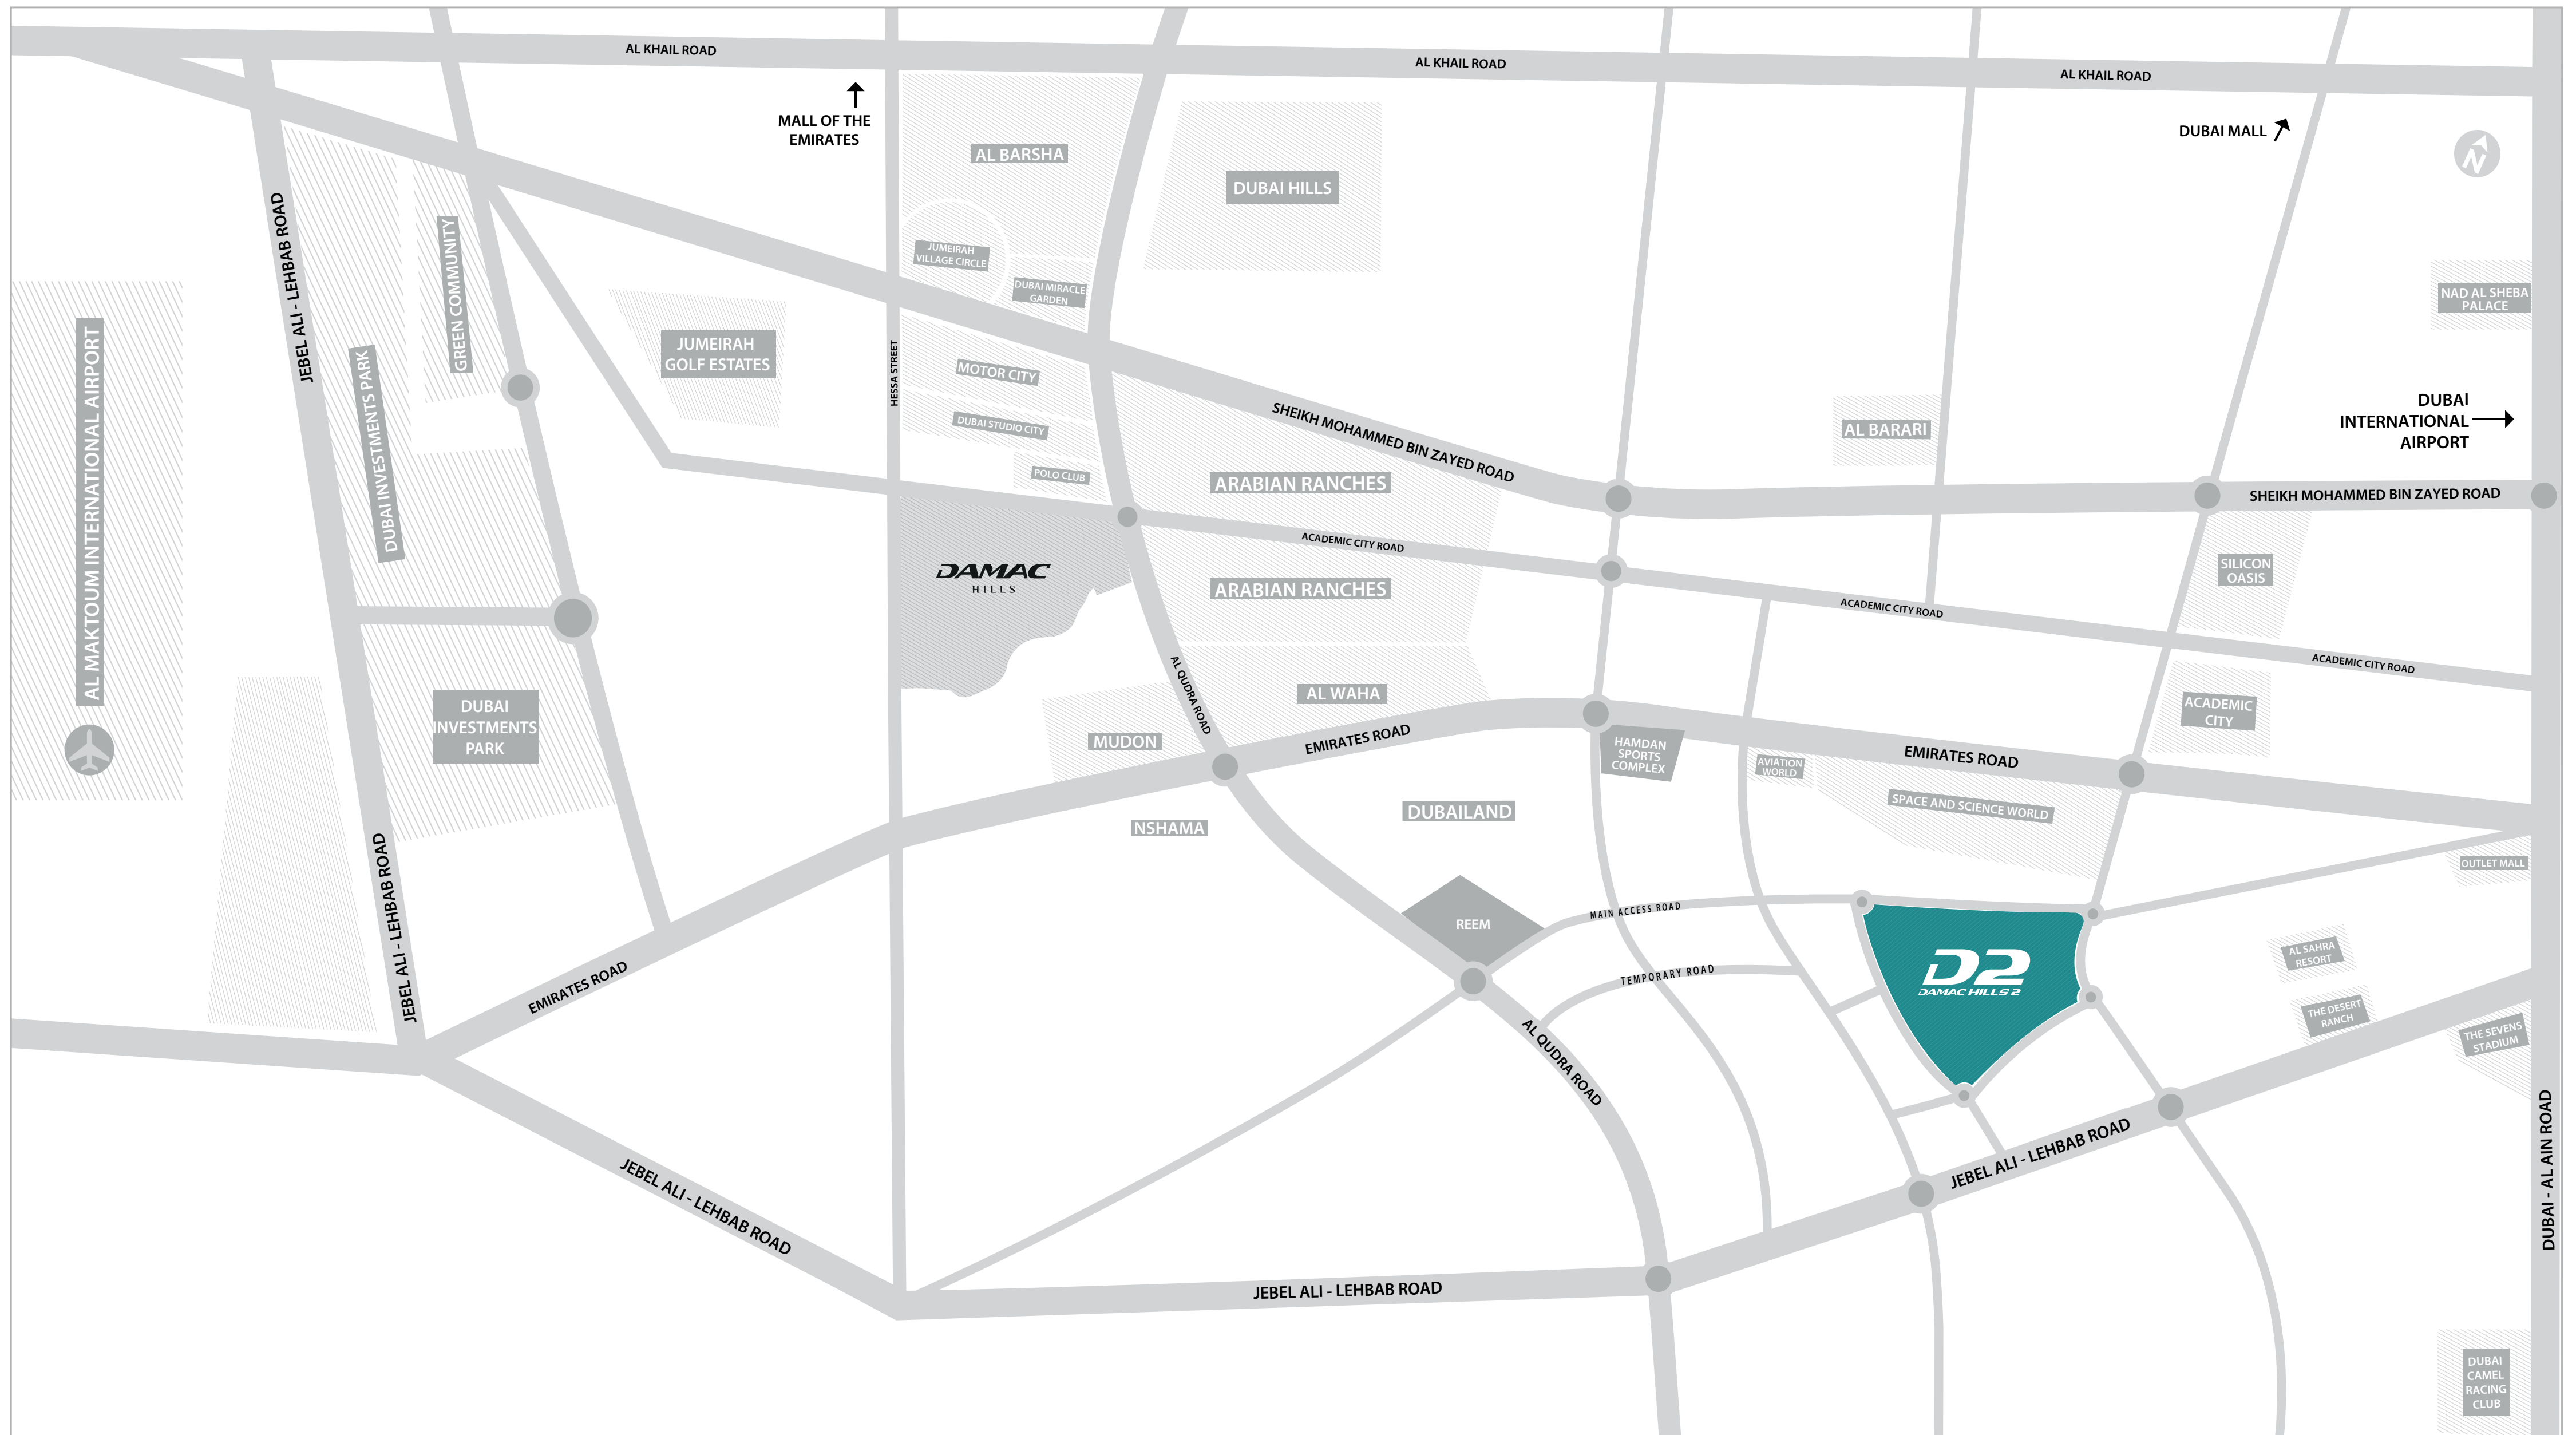 AL KHAIL ROAD
AL KHAIL ROAD
AL KHAIL ROAD
MALL OF THE
EMIRATES
DUBAI MALL
N
AL BARSHA
DUBAI HILLS
JUMEIRAH
VILLAGE CIRCLE
DUBAI MIRACLE
GARDEN
JEBEL ALI - LEHBAB ROAD
GREEN COMMUNITY
NAD AL SHEBA
PALACE
JUMEIRAH
GOLF ESTATES
HESSA STREET
MOTOR CITY
DUBAI STUDIO CITY
POLO CLUB
AL MAKTOUM INTERNATIONAL AIRPORT
DUBAI INVESTMENTS PARK
SHEIKH MOHAMMED BIN ZAYED ROAD
AL BARARI
DUBAI
INTERNATIONAL
AIRPORT
ARABIAN RANCHES
SHEIKH MOHAMMED BIN ZAYED ROAD
ACADEMIC CITY ROAD
DAMAC
HILLS
ARABIAN RANCHES
SILICON
OASIS
ACADEMIC CITY ROAD
ACADEMIC CITY ROAD
AL QUDRA ROAD
AL WAHA
ACADEMIC
CITY
DUBAI
INVESTMENTS
PARK
MUDON
EMIRATES ROAD
HAMDAN
SPORTS
COMPLEX
AVIATION
WORLD
EMIRATES ROAD
SPACE AND SCIENCE WORLD
NSHAMA
DUBAILAND
OUTLET MALL
JEBEL ALI - LEHBAB ROAD
REEM
MAIN ACCESS ROAD
TEMPORARY ROAD
D2
DAMAC HILLS 2
AL SAHRA
RESORT
THE DESERT
RANCH
THE SEVENS
STADIUM
EMIRATES ROAD
AL QUDRA ROAD
JEBEL ALI - LEHBAB ROAD
JEBEL ALI - LEHBAB ROAD
JEBEL ALI - LEHBAB ROAD
DUBAI - AL AIN ROAD
DUBAI
CAMEL
RACING
CLUB